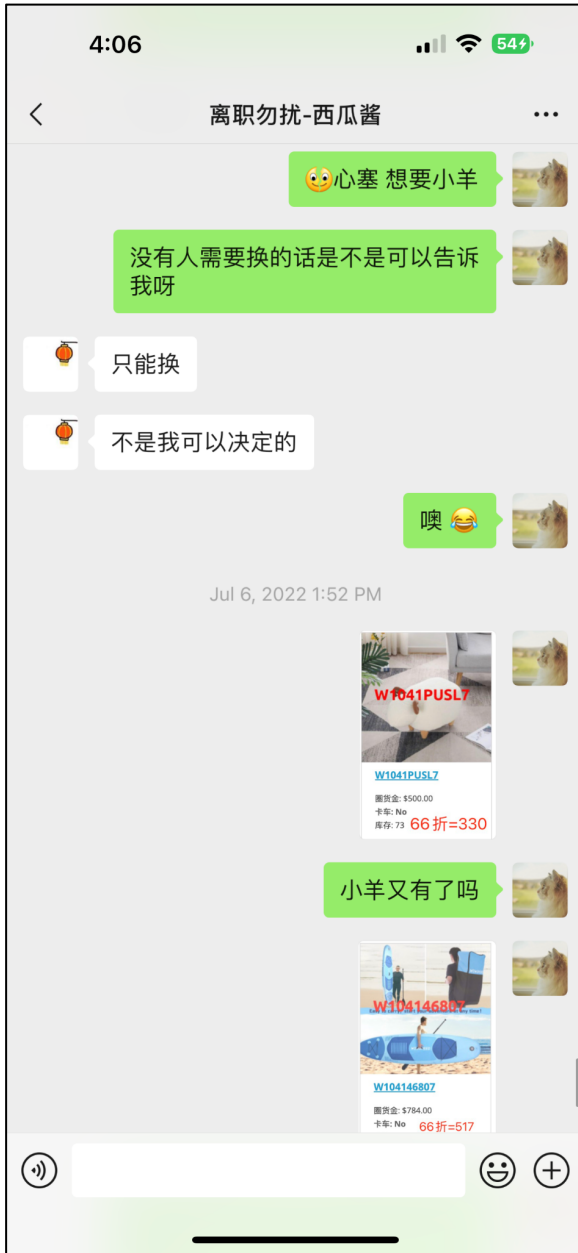 4:06
54
离职勿扰-西瓜酱
心塞 想要小羊
没有人需要换的话是不是可以告诉
我呀
只能换
不是我可以决定的
噢
Jul 6, 2022 1:52 PM
W1041PUSL7
W1041PUSL7
圈货金: $500.00
卡车: No
库存: 73 66折=330
小羊又有了吗
W104146807
W104146807
圈货金: $784.00
卡车: No 66折=517